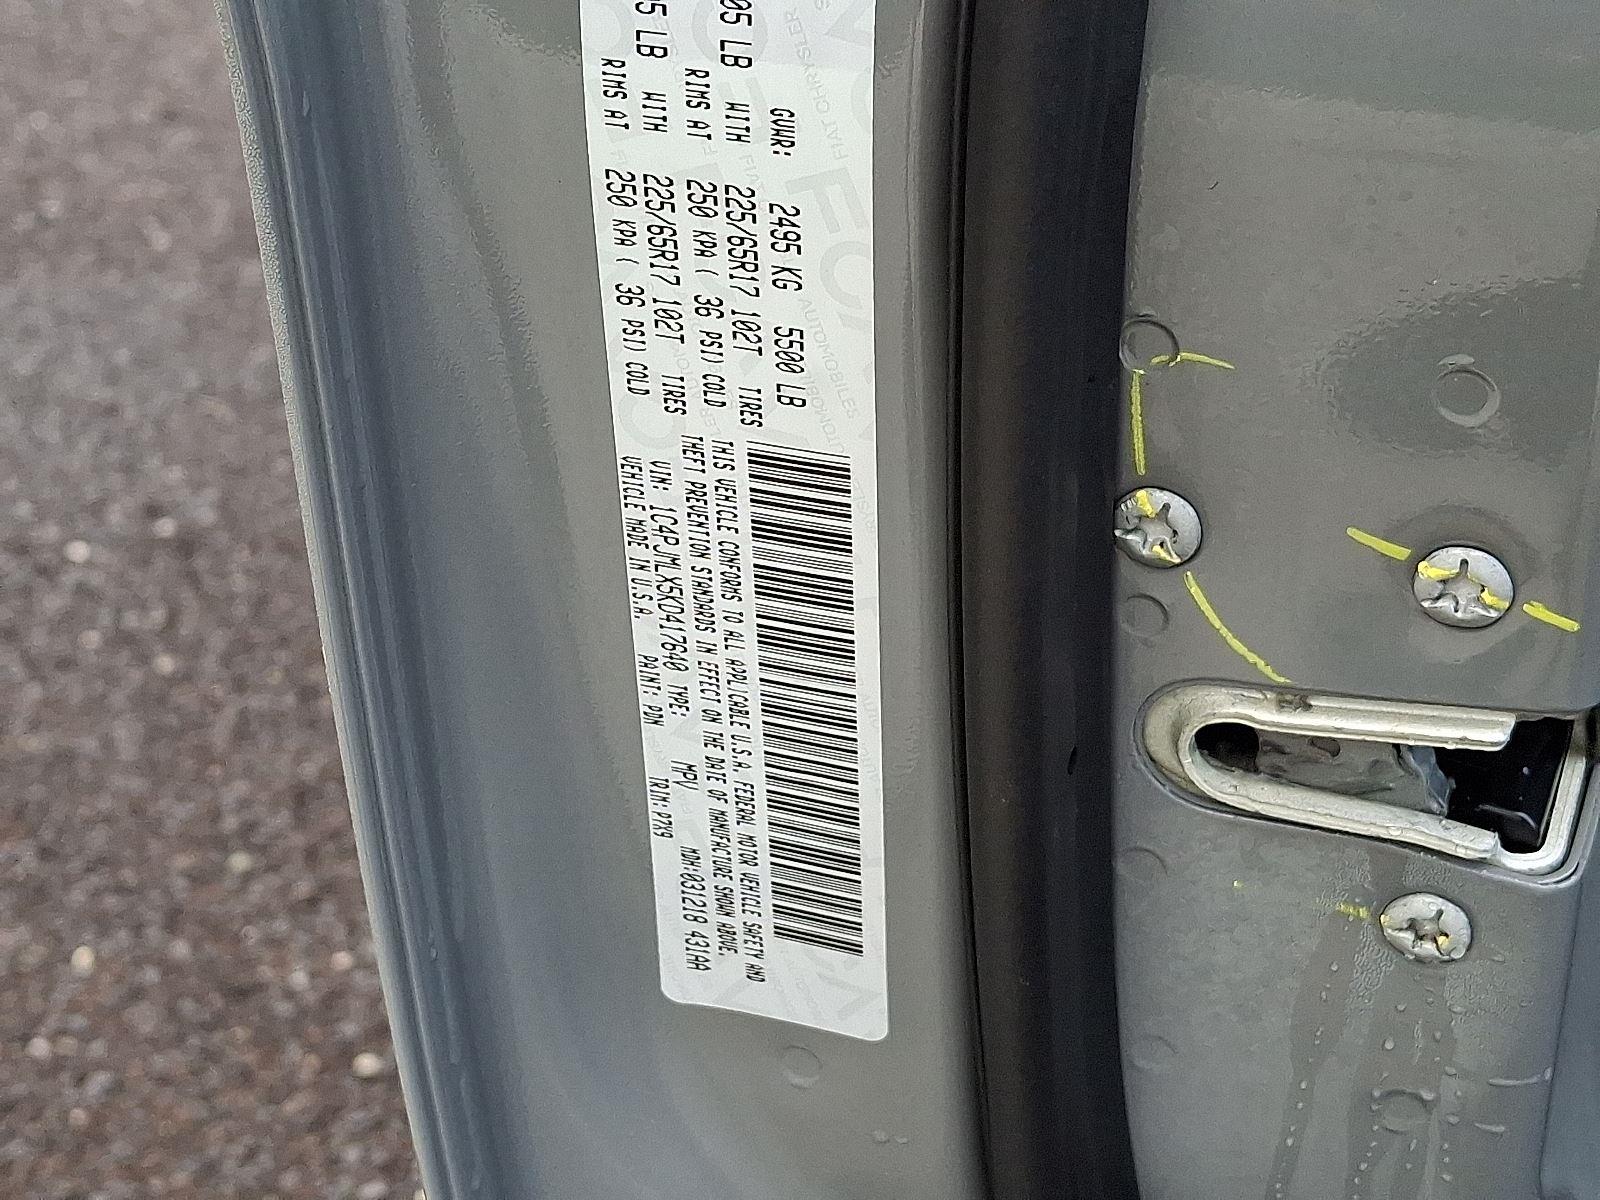 GVWR: 2495 KG 5500 LB
05 LB WITH 225/65R17 102T TIRES
RIMS AT 250 KPA ( 36 PSI) COLD
5 LB WITH 225/65R17 102T TIRES
RIMS AT 250 KPA ( 36 PSI) COLD
THIS VEHICLE CONFORMS TO ALL APPLICABLE U.S.A. FEDERAL MOTOR VEHICLE SAFETY AND
THEFT PREVENTION STANDARDS IN EFFECT ON THE DATE OF MANUFACTURE SHOWN ABOVE.
VIN: 1C4PJMLX5KD417640 TYPE: MPV MDH:031218 431AA
VEHICLE MADE IN U.S.A. PAINT: PDN TRIM: P7X9
FIAT CHRYSLER
AUTOMOBILES